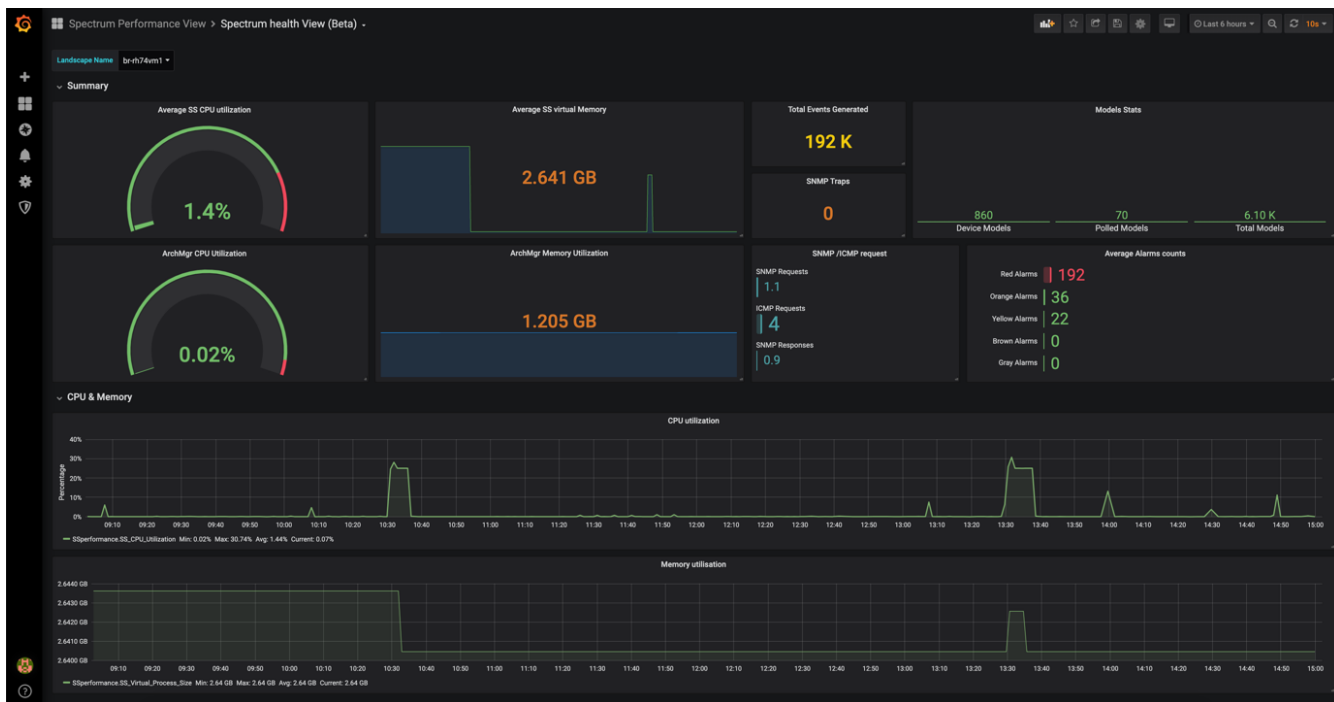 Spectrum Performance View > Spectrum health View (Beta)
Last 6 hours
10s
Landscape Name br-rh74vm1
Summary
Average SS CPU utilization
1.4%
Average SS virtual Memory
2.641 GB
Total Events Generated
192 K
SNMP Traps
0
Models Stats
860 70 6.10 K
Device Models Polled Models Total Models
ArchMgr CPU Utilization
0.02%
ArchMgr Memory Utilization
1.205 GB
SNMP /ICMP request
SNMP Requests
1.1
ICMP Requests
4
SNMP Responses
0.9
Average Alarms counts
Red Alarms 192
Orange Alarms 36
Yellow Alarms 22
Brown Alarms 0
Gray Alarms 0
CPU & Memory
CPU utilization
Percentage
40%
30%
20%
10%
0%
09:10 09:20 09:30 09:40 09:50 10:00 10:10 10:20 10:30 10:40 10:50 11:00 11:10 11:20 11:30 11:40 11:50 12:00 12:10 12:20 12:30 12:40 12:50 13:00 13:10 13:20 13:30 13:40 13:50 14:00 14:10 14:20 14:30 14:40 14:50 15:00
SSperformance.SS_CPU_Utilization Min: 0.02% Max: 30.74% Avg: 1.44% Current: 0.07%
Memory utilisation
2.6440 GB
2.6430 GB
2.6420 GB
2.6410 GB
2.6400 GB
09:10 09:20 09:30 09:40 09:50 10:00 10:10 10:20 10:30 10:40 10:50 11:00 11:10 11:20 11:30 11:40 11:50 12:00 12:10 12:20 12:30 12:40 12:50 13:00 13:10 13:20 13:30 13:40 13:50 14:00 14:10 14:20 14:30 14:40 14:50 15:00
SSperformance.SS_Virtual_Process_Size Min: 2.64 GB Max: 2.64 GB Avg: 2.64 GB Current: 2.64 GB